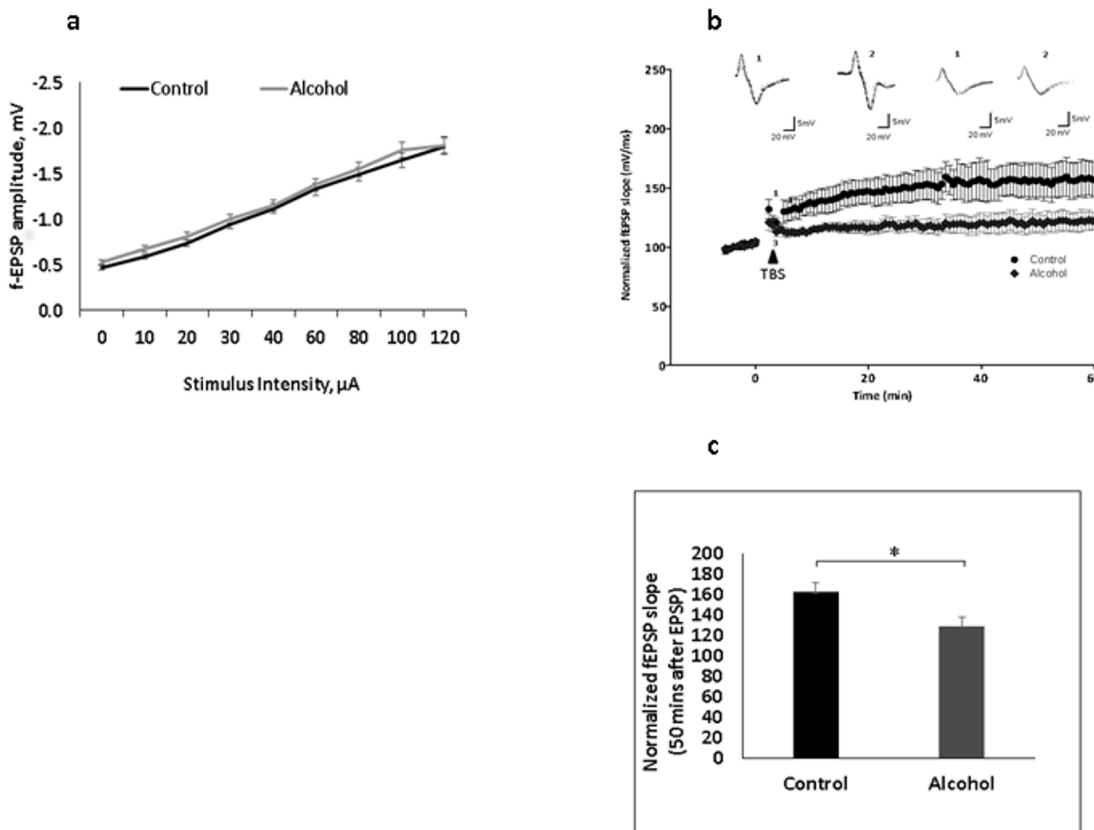 a
-2.5
-2.0
-1.5
-1.0
-0.5
0.0
f-EPSP amplitude, mV
Control Alcohol
0 10 20 30 40 60 80 100 120
Stimulus Intensity, µA
b
250
200
150
100
50
0
Normalized fEPSP slope (mV/ms)
1 2 1 2
5mV 5mV 5mV 5mV
20 mV 20 mV 20 mV 20 mV
1
3
TBS
Control
Alcohol
0 20 40 60
Time (min)
c
200
180
160
140
120
100
80
60
40
20
0
Normalized fEPSP slope
(50 mins after EPSP)
*
Control Alcohol